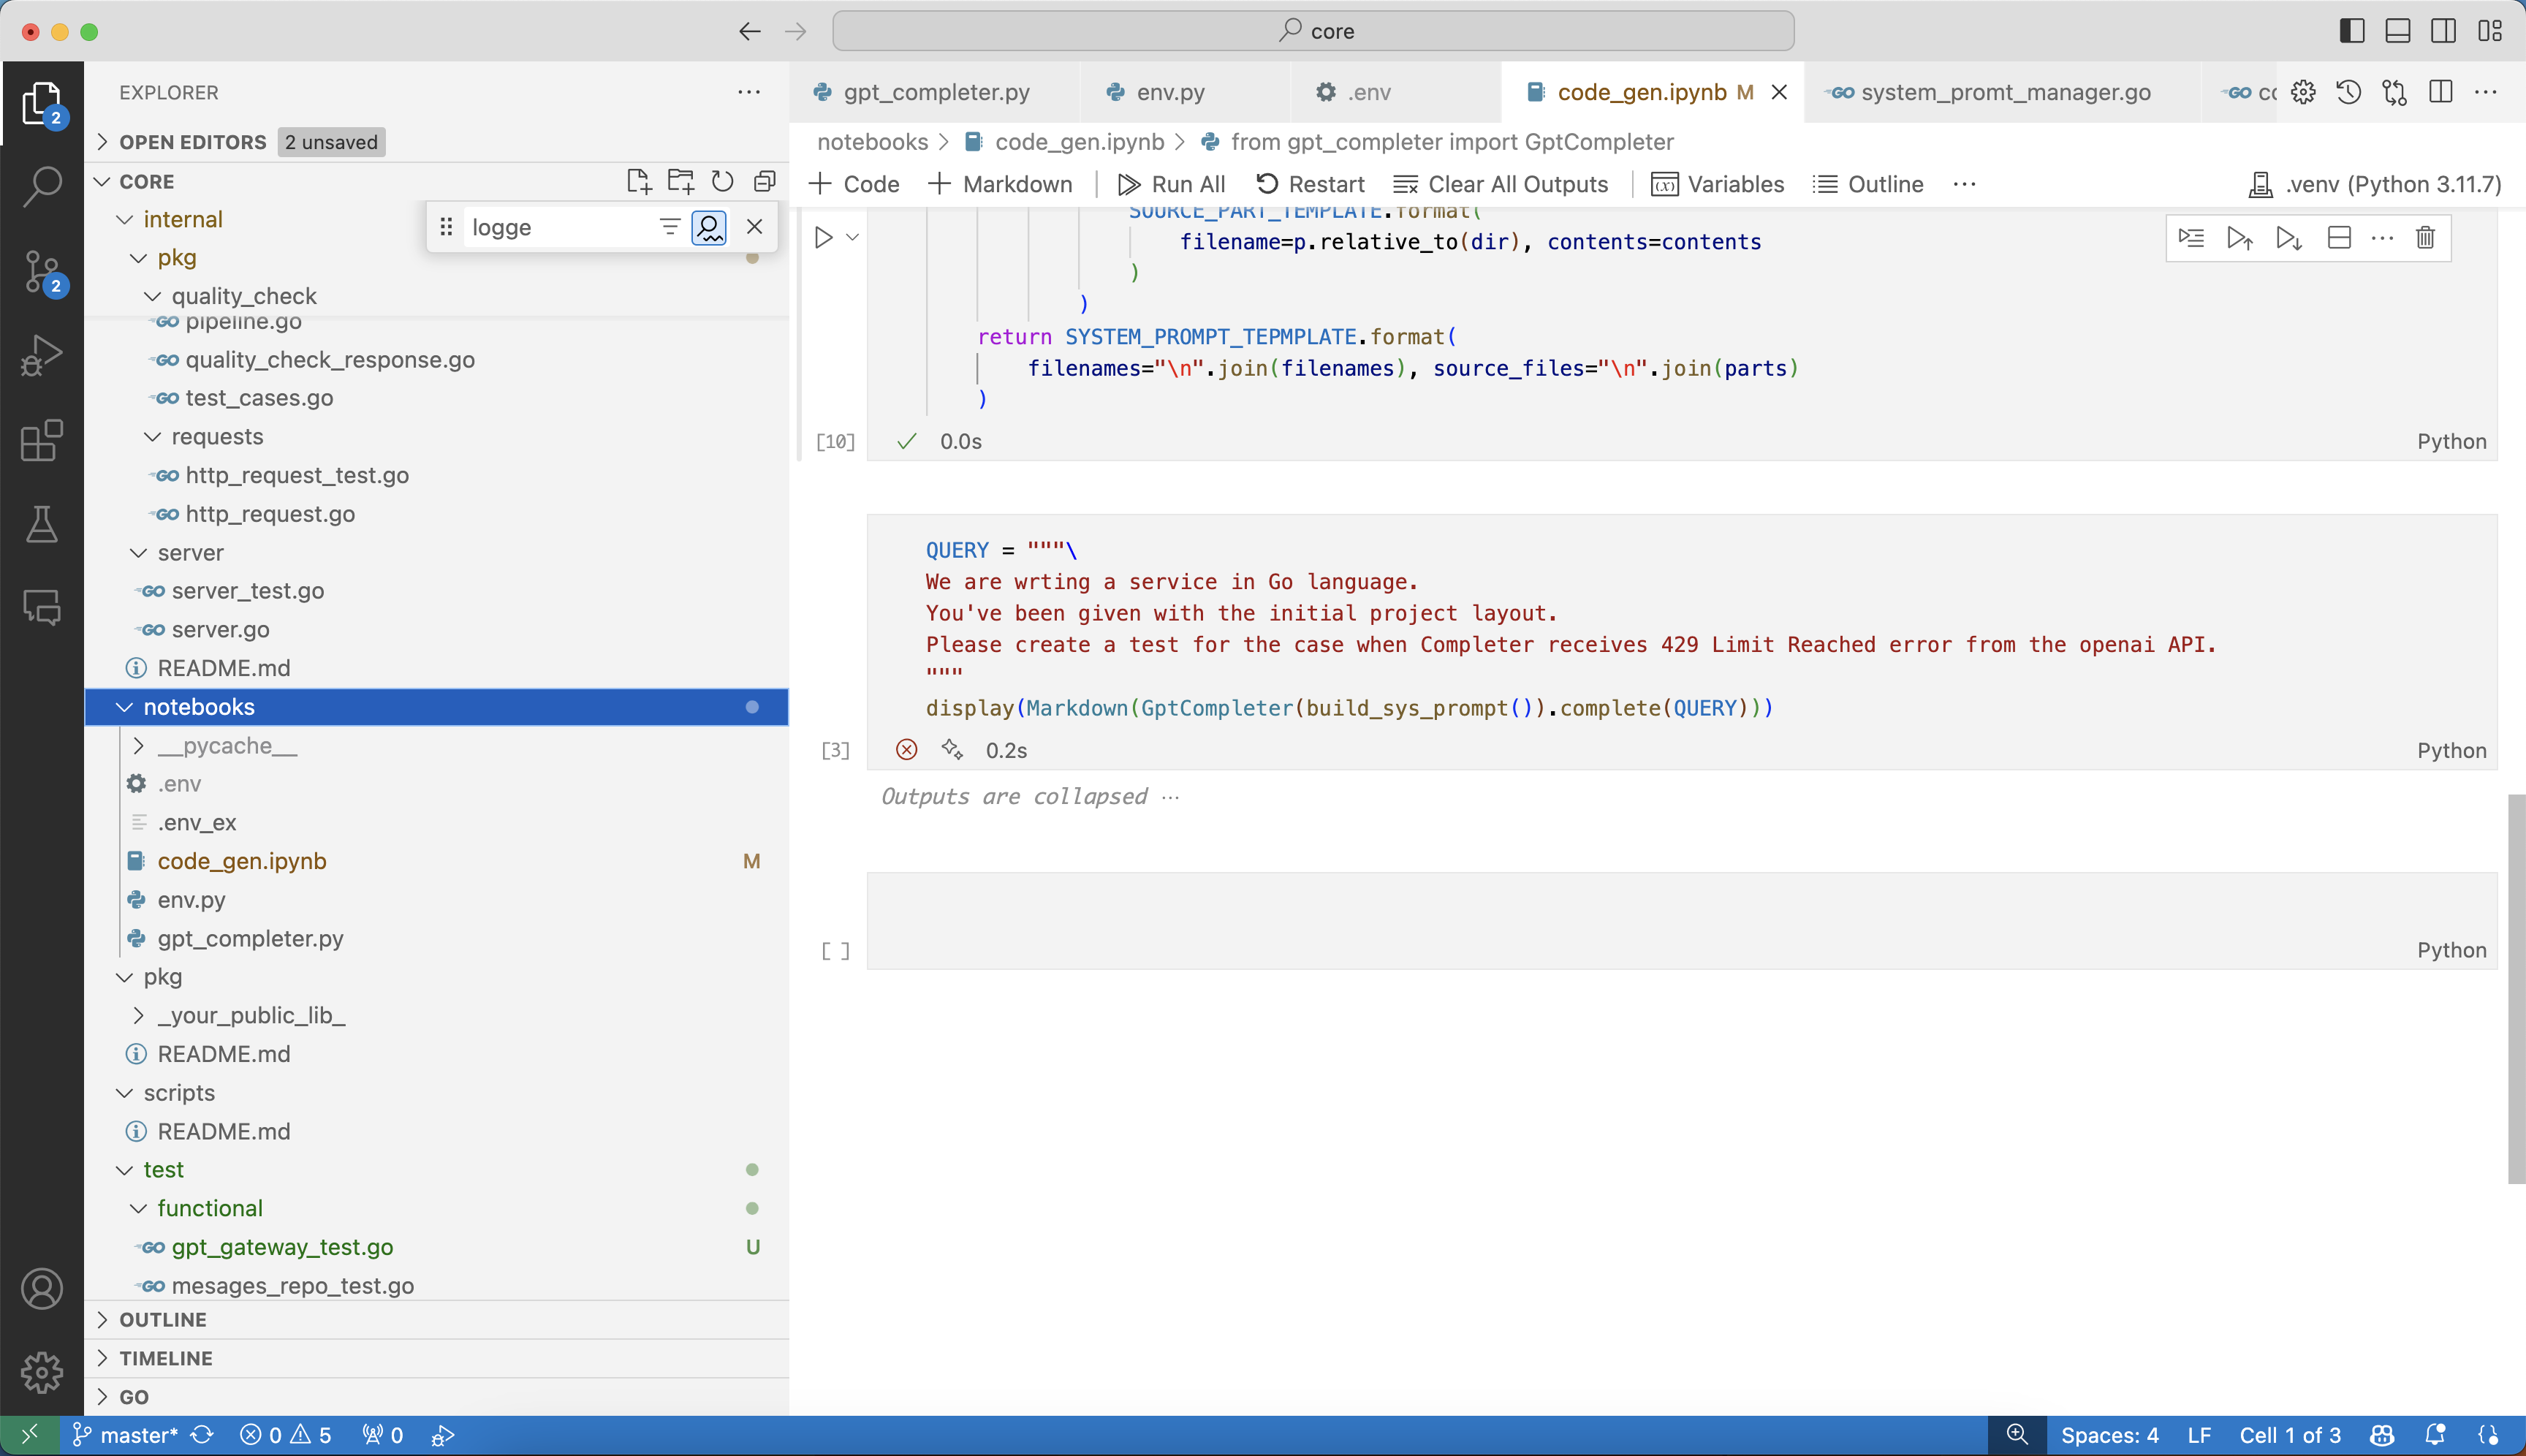 core
EXPLORER
OPEN EDITORS 2 unsaved
CORE
logge
internal
pkg
quality_check
pipeline.go
quality_check_response.go
test_cases.go
requests
http_request_test.go
http_request.go
server
server_test.go
server.go
README.md
notebooks
__pycache__
.env
.env_ex
code_gen.ipynb M
env.py
gpt_completer.py
pkg
_your_public_lib_
README.md
scripts
README.md
test
functional
gpt_gateway_test.go U
mesages_repo_test.go
OUTLINE
TIMELINE
GO
2
2
gpt_completer.py env.py .env code_gen.ipynb M system_promt_manager.go
notebooks > code_gen.ipynb > from gpt_completer import GptCompleter
Code Markdown Run All Restart Clear All Outputs Variables Outline ... .venv (Python 3.11.7)
SOURCE_PART_TEMPLATE.format(
filename=p.relative_to(dir), contents=contents
)
)
return SYSTEM_PROMPT_TEPMPLATE.format(
filenames="\n".join(filenames), source_files="\n".join(parts)
)
[10] 0.0s Python
QUERY = """\
We are wrting a service in Go language.
You've been given with the initial project layout.
Please create a test for the case when Completer receives 429 Limit Reached error from the openai API.
"""
display(Markdown(GptCompleter(build_sys_prompt()).complete(QUERY)))
[3] 0.2s Python
Outputs are collapsed ...
[ ] Python
master* 0 5 0 Spaces: 4 LF Cell 1 of 3